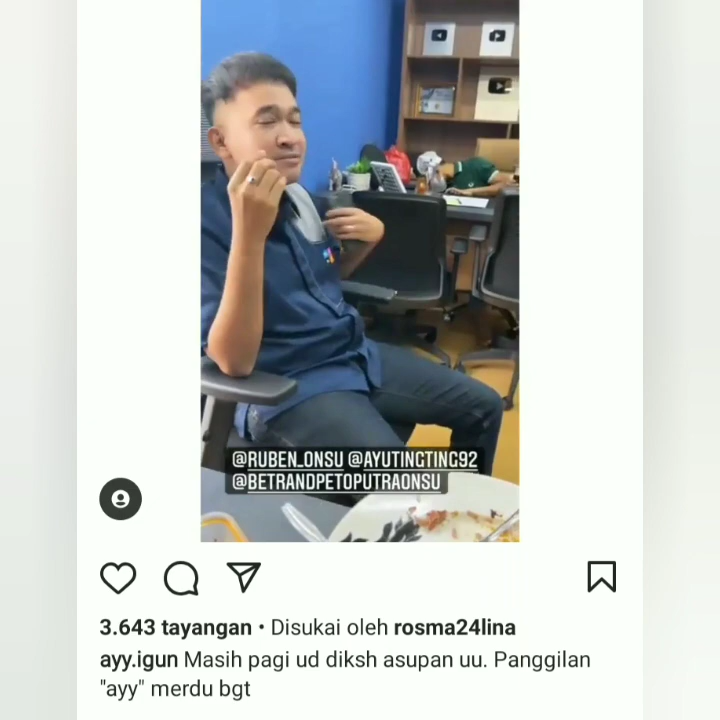 @RUBEN_ONSU @AYUTINGTING92
@BETRANDPETOPUTRAONSU
3.643 tayangan • Disukai oleh rosma24lina
ayy.igun Masih pagi ud diksh asupan uu. Panggilan
"ayy" merdu bgt